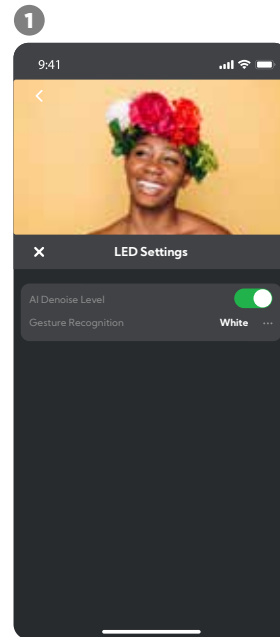 1
9:41
LED Settings
AI Denoise Level
Gesture Recognition White ...